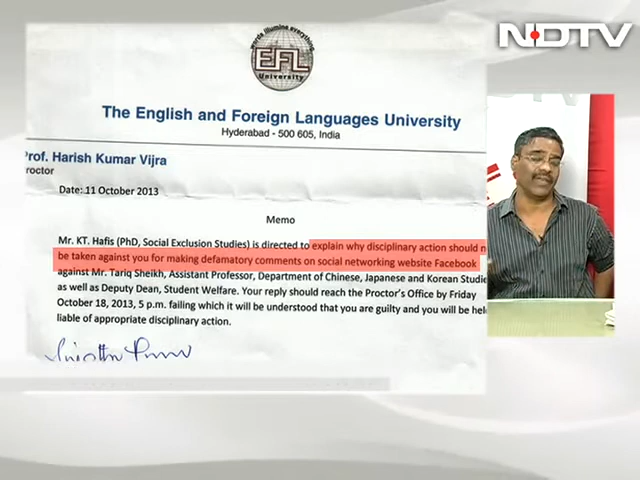 NDTV
warde illumine everything
EFL
University
The English and Foreign Languages University
Hyderabad - 500 605, India
Prof. Harish Kumar Vijra
roctor
Date: 11 October 2013
Memo
Mr. KT. Hafis (PhD, Social Exclusion Studies) is directed to explain why disciplinary action should n
be taken against you for making defamatory comments on social networking website Facebook
against Mr. Tariq Sheikh, Assistant Professor, Department of Chinese, Japanese and Korean Studie
as well as Deputy Dean, Student Welfare. Your reply should reach the Proctor's Office by Friday
October 18, 2013, 5 p.m. failing which it will be understood that you are guilty and you will be hel
liable of appropriate disciplinary action.